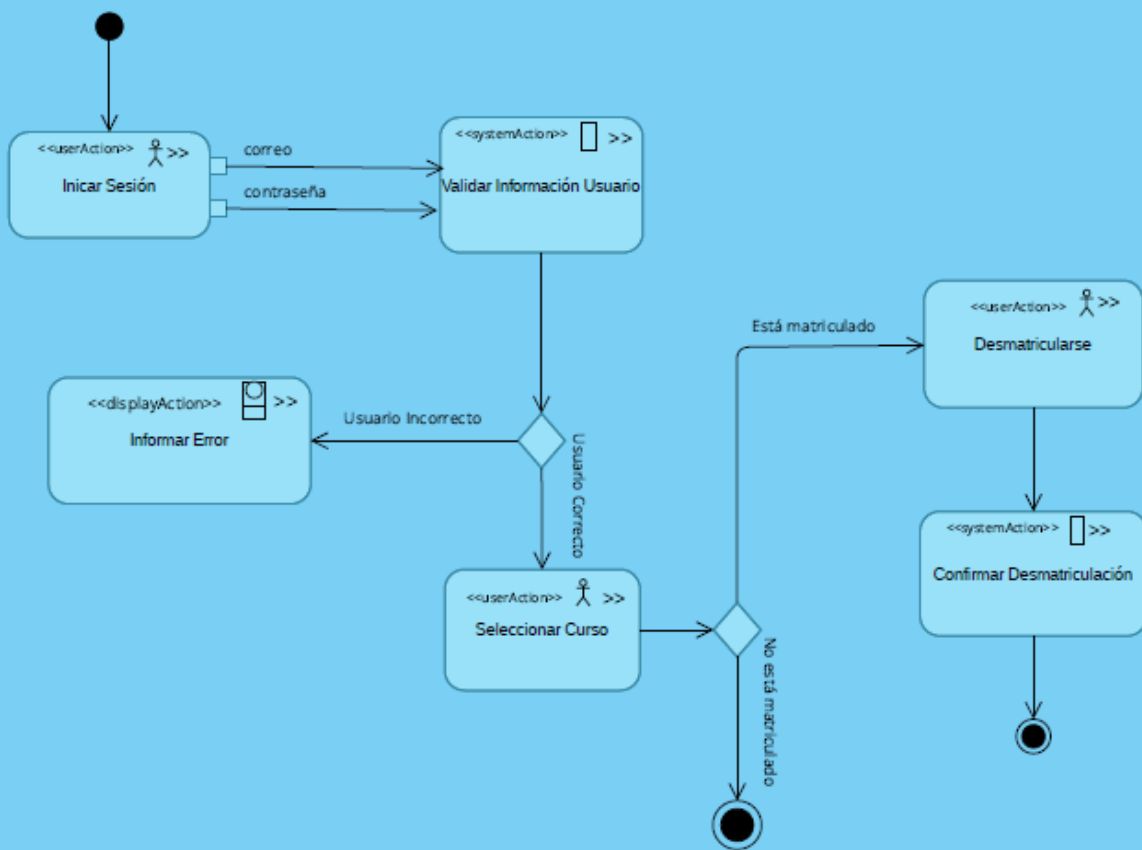 <<userAction>> >>
Inicar Sesión
correo
contraseña
<<systemAction>> >>
Validar Información Usuario
<<displayAction>> >>
Informar Error
Usuario Incorrecto
Usuario Correcto
<<userAction>> >>
Seleccionar Curso
Está matriculado
No está matriculado
<<userAction>> >>
Desmatricularse
<<systemAction>> >>
Confirmar Desmatriculación